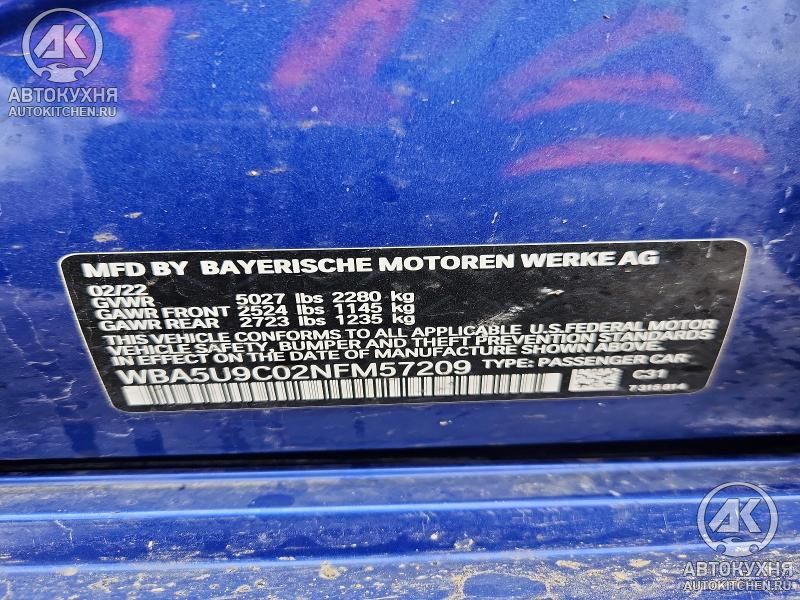 AK
АВТОКУХНЯ
AUTOKITCHEN.RU
1
MFD BY BAYERISCHE MOTOREN WERKE AG
02/22
GVWR 5027 lbs 2280 kg
GAWR FRONT 2524 lbs 1145 kg
GAWR REAR 2723 lbs 1235 kg
THIS VEHICLE CONFORMS TO ALL APPLICABLE U.S. FEDERAL MOTOR
VEHICLE SAFETY, BUMPER AND THEFT PREVENTION STANDARDS
IN EFFECT ON THE DATE OF MANUFACTURE SHOWN ABOVE.
WBA5U9C02NFM57209 TYPE: PASSENGER CAR
C31
7315014
AK
АВТОКУХНЯ
AUTOKITCHEN.RU